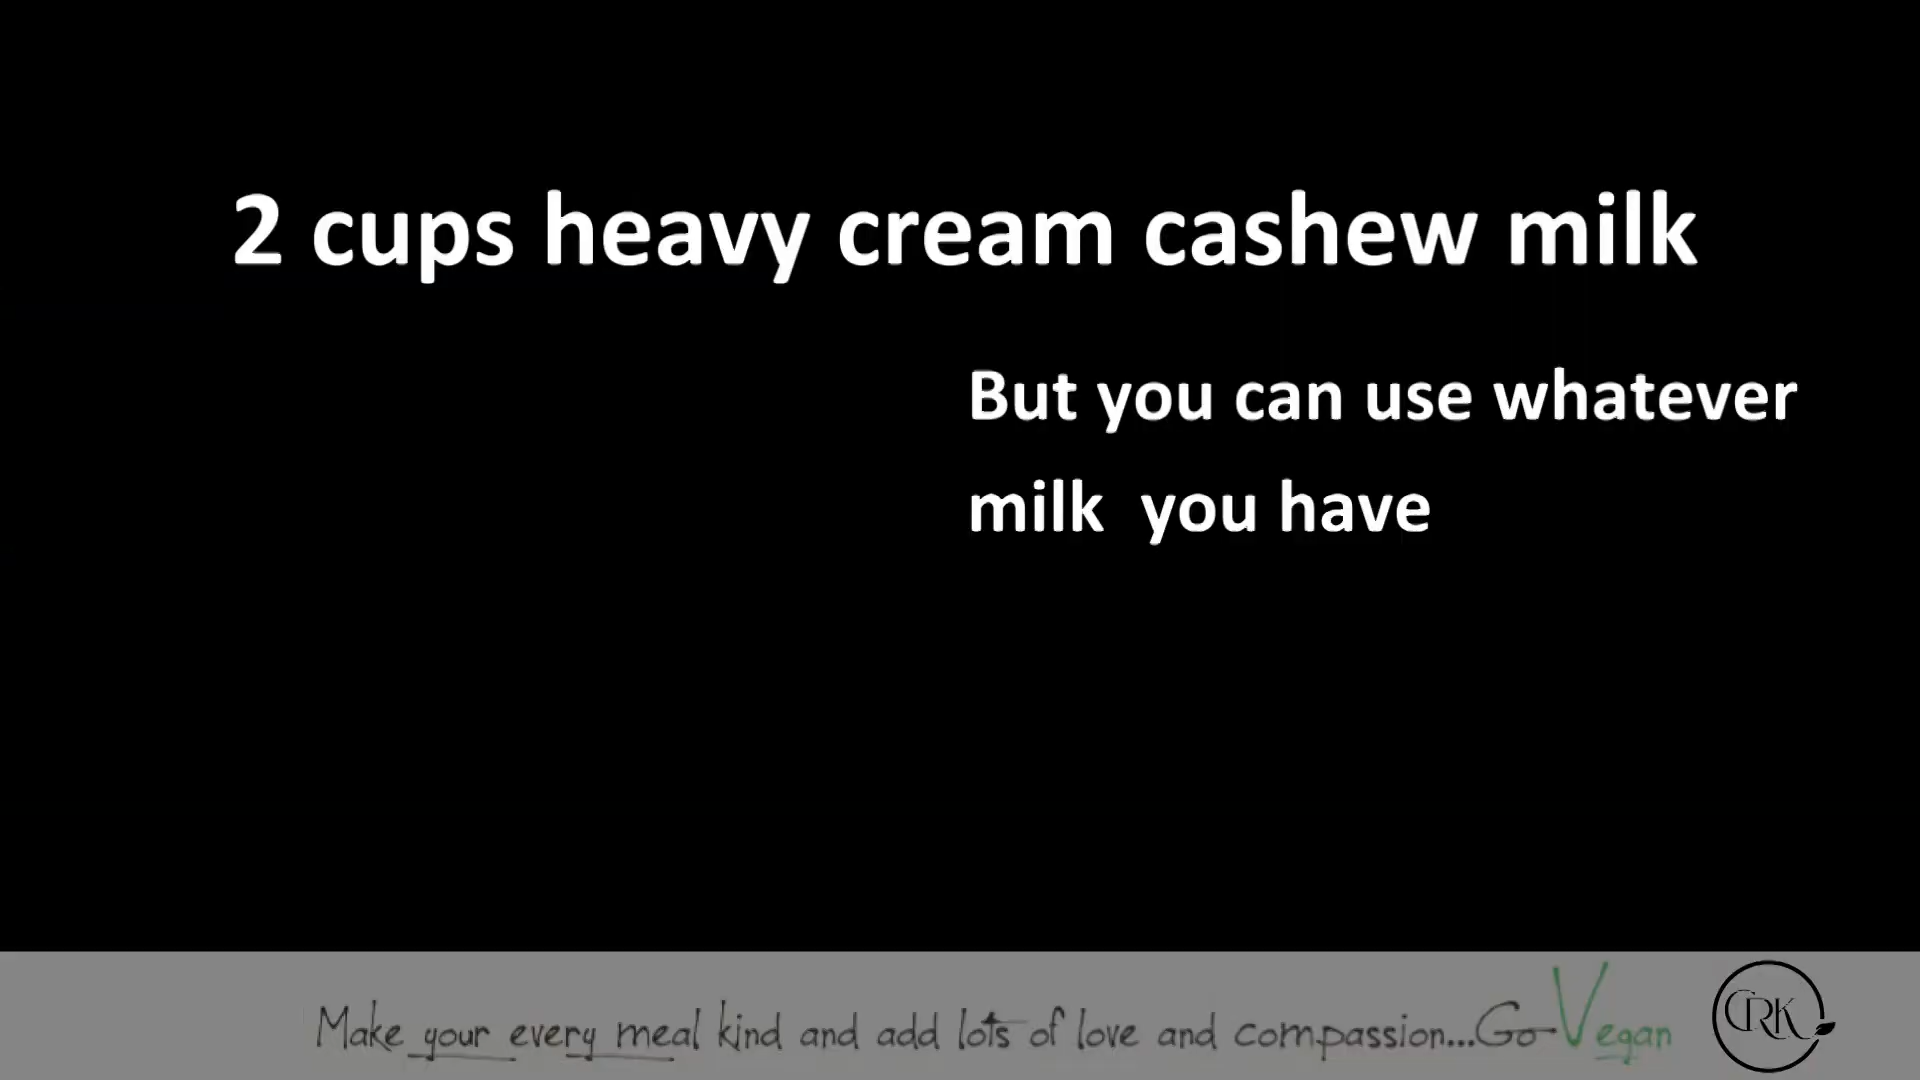 2 cups heavy cream cashew milk
But you can use whatever
milk you have
Make your every meal kind and add lots of love and compassion...Go Vegan
CRK